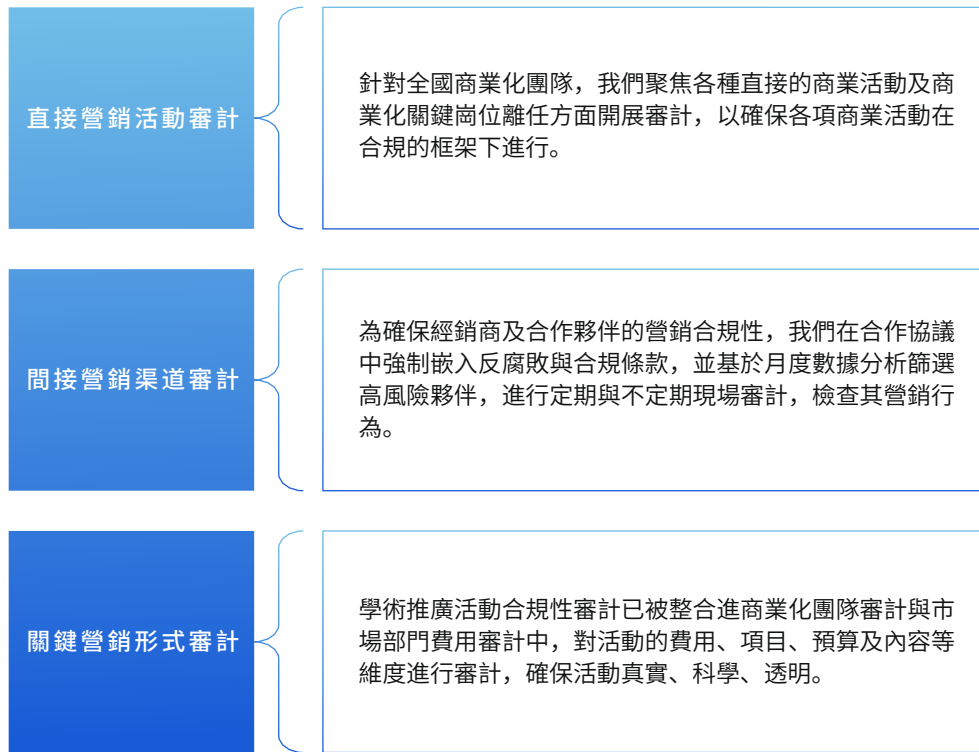 直接營銷活動審計
針對全國商業化團隊，我們聚焦各種直接的商業活動及商
業化關鍵崗位離任方面開展審計，以確保各項商業活動在
合規的框架下進行。
間接營銷渠道審計
為確保經銷商及合作夥伴的營銷合規性，我們在合作協議
中強制嵌入反腐敗與合規條款，並基於月度數據分析篩選
高風險夥伴，進行定期與不定期現場審計，檢查其營銷行
為。
關鍵營銷形式審計
學術推廣活動合規性審計已被整合進商業化團隊審計與市
場部門費用審計中，對活動的費用、項目、預算及內容等
維度進行審計，確保活動真實、科學、透明。